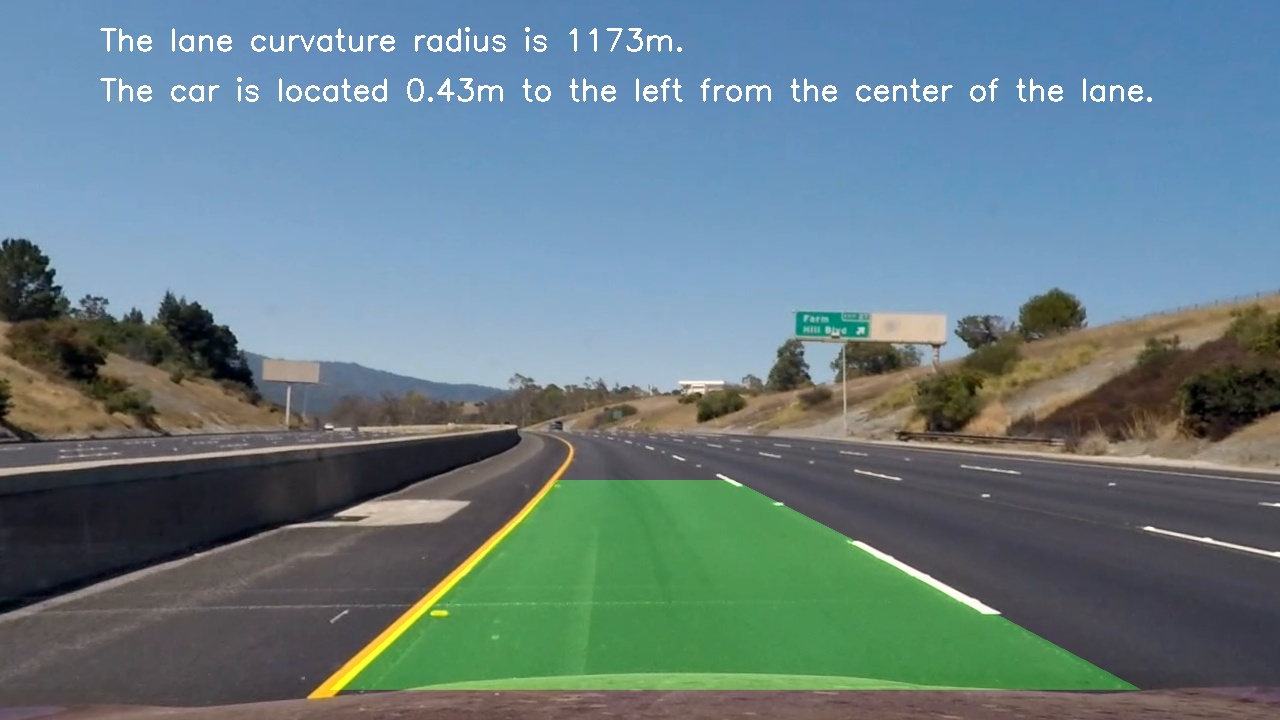 The lane curvature radius is 1173m.
The car is located 0.43m to the left from the center of the lane.
Farm
Hill Blvd